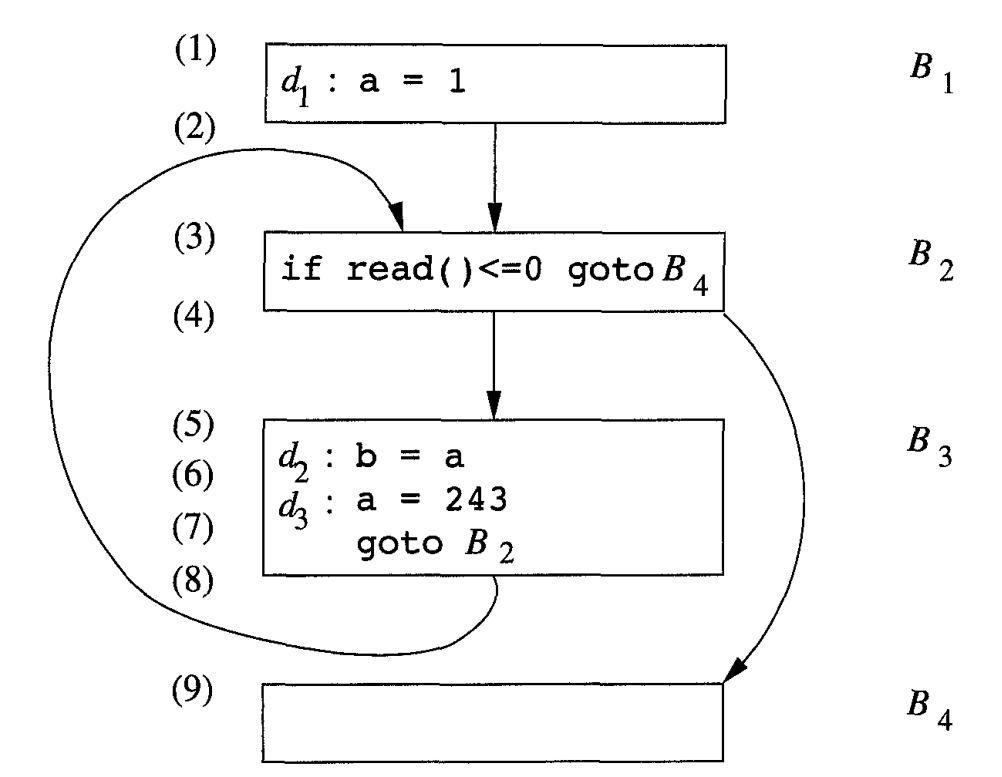 (1)
d1 : a = 1
B1
(2)
(3)
if read()<=0 goto B4
B2
(4)
(5)
d2 : b = a
B3
(6)
d3 : a = 243
(7)
goto B2
(8)
(9)
B4